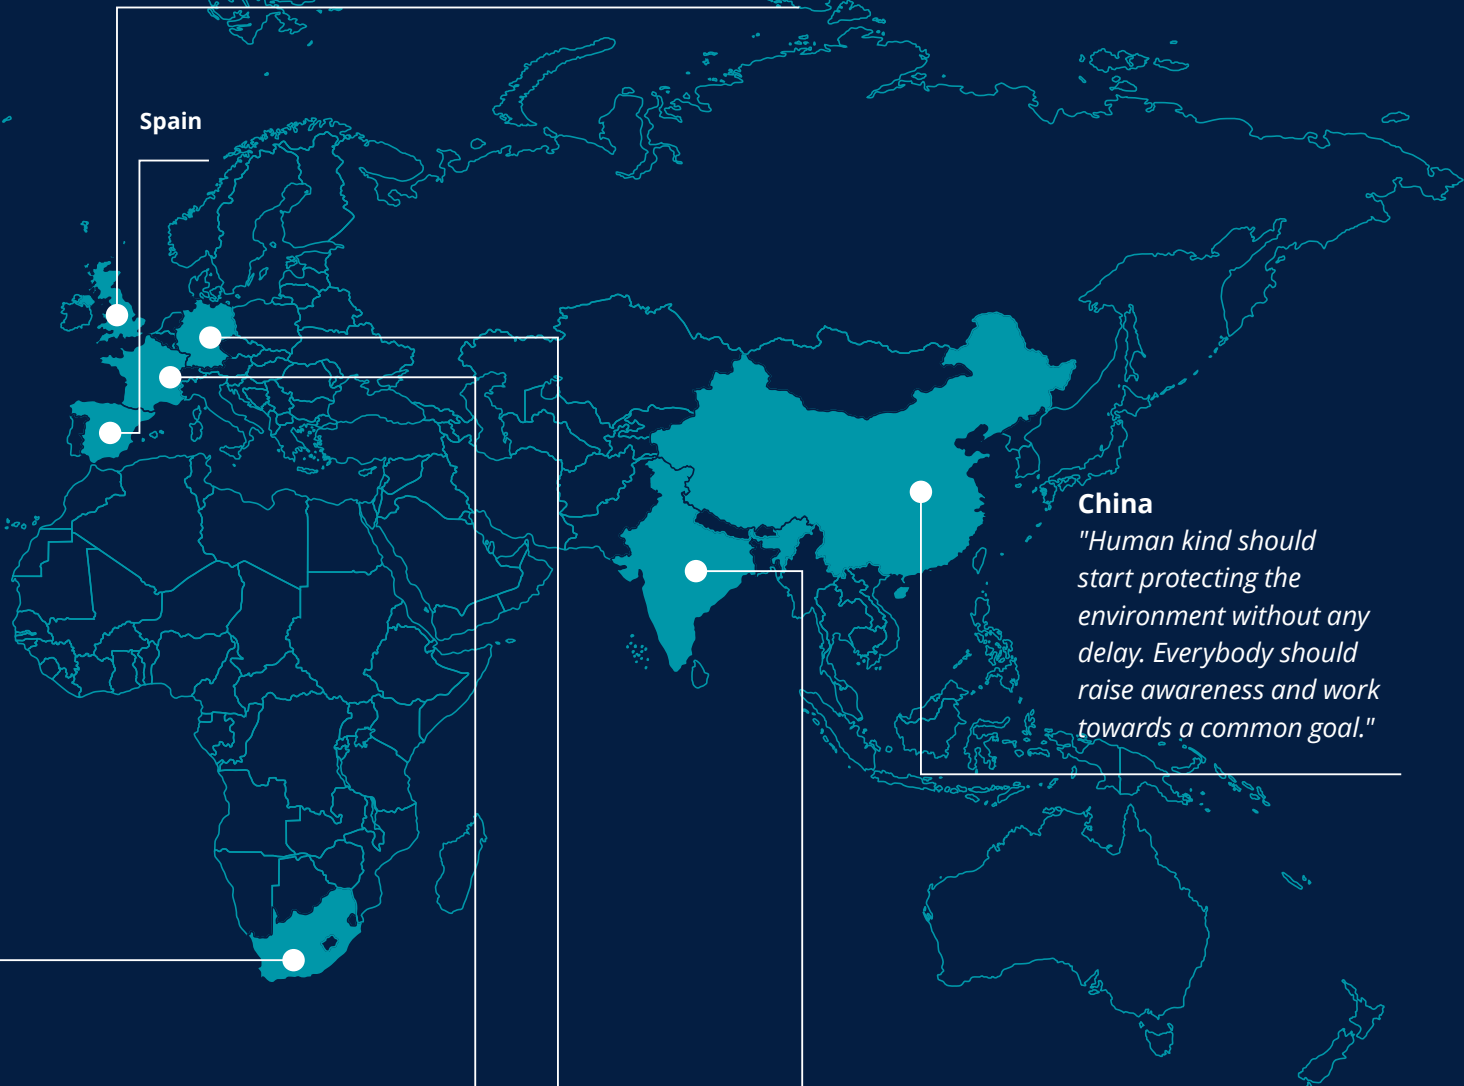 Spain
China
"Human kind should
start protecting the
environment without any
delay. Everybody should
raise awareness and work
towards a common goal."